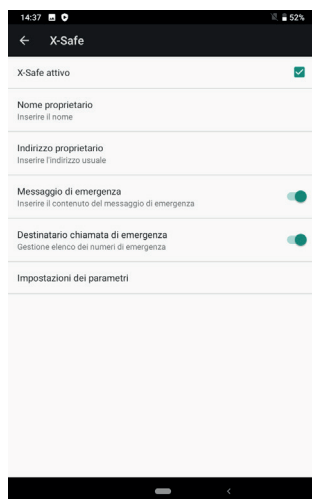 14:37
52%
X-Safe
X-Safe attivo
Nome proprietario
Inserire il nome
Indirizzo proprietario
Inserire l'indirizzo usuale
Messaggio di emergenza
Inserire il contenuto del messaggio di emergenza
Destinatario chiamata di emergenza
Gestione elenco dei numeri di emergenza
Impostazioni dei parametri